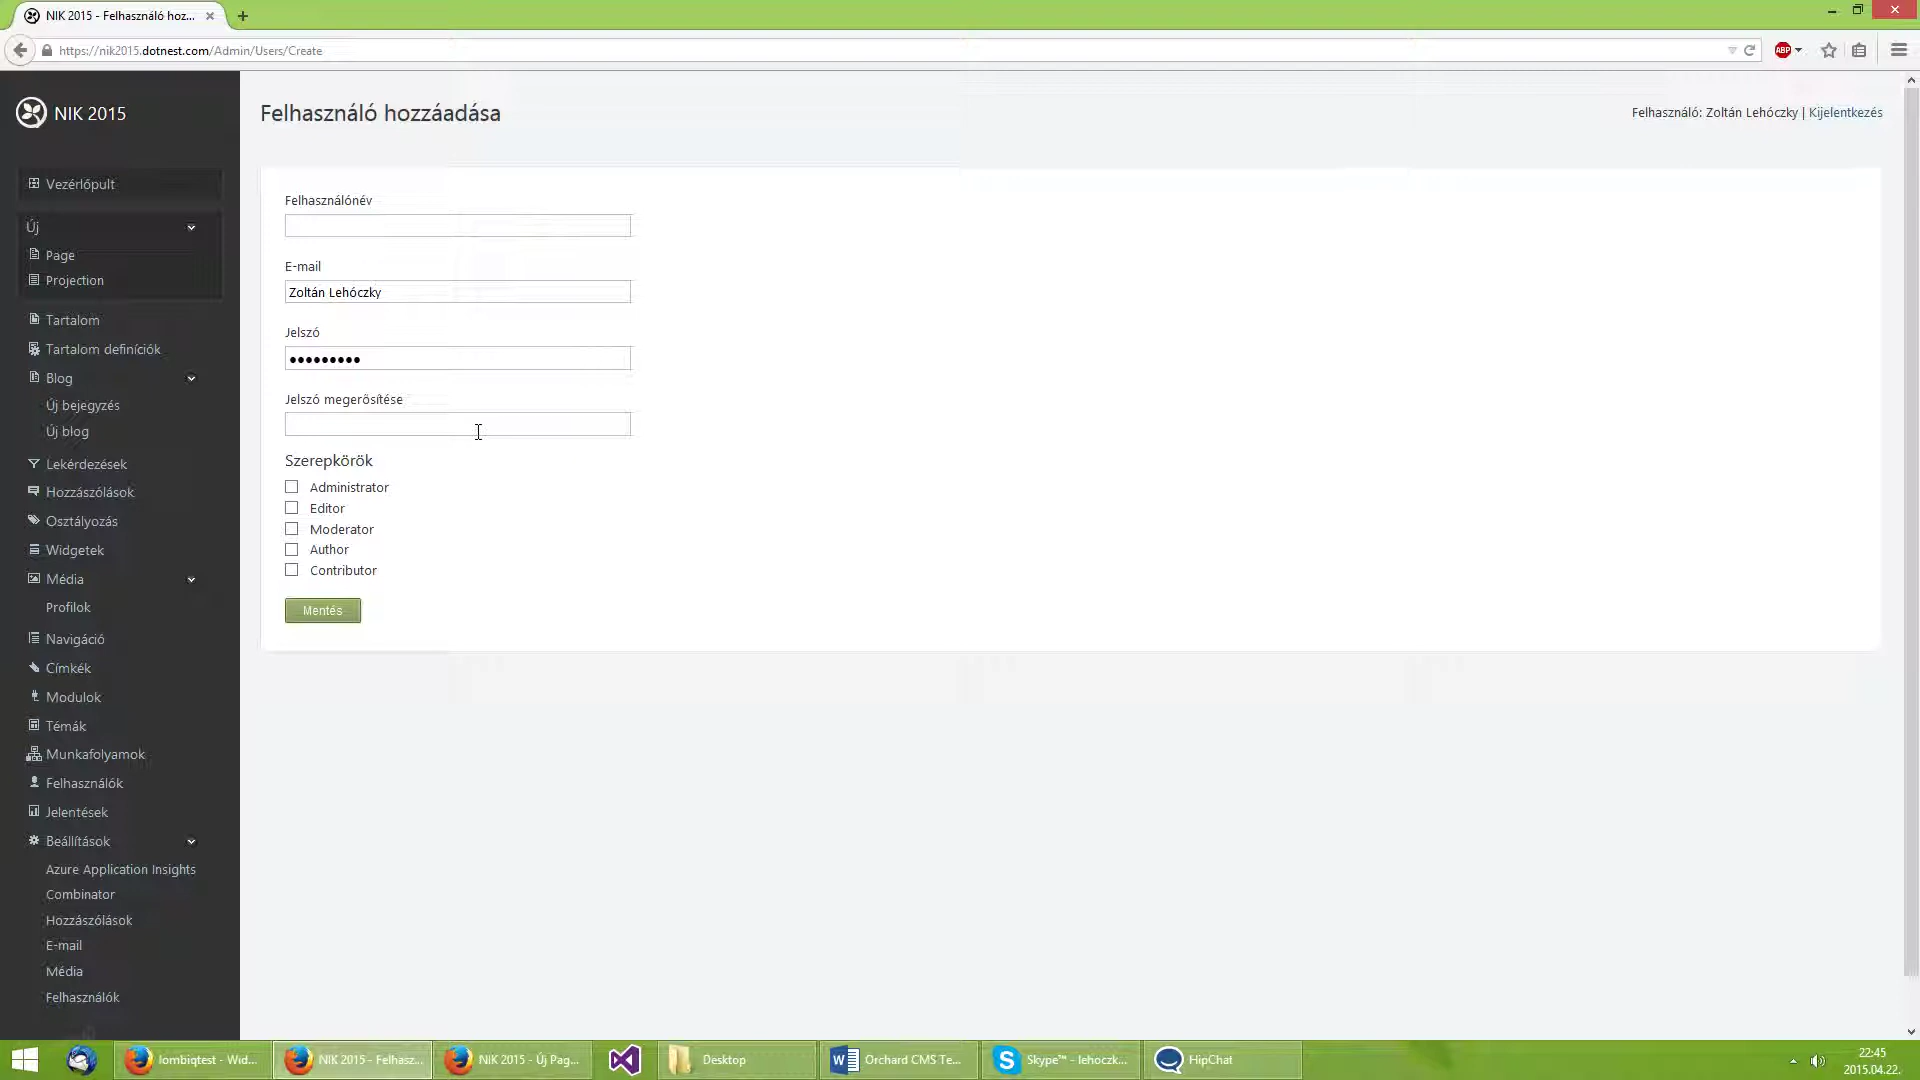 NIK 2015 - Felhasználó hoz...
https://nik2015.dotnest.com/Admin/Users/Create
ABP
NIK 2015
Felhasználó hozzáadása
Felhasználó: Zoltán Lehóczky | Kijelentkezés
Vezérlőpult
Új
Page
Projection
Tartalom
Tartalom definíciók
Blog
Új bejegyzés
Új blog
Lekérdezések
Hozzászólások
Osztályozás
Widgetek
Média
Profilok
Navigáció
Címkék
Modulok
Témák
Munkafolyamok
Felhasználók
Jelentések
Beállítások
Azure Application Insights
Combinator
Hozzászólások
E-mail
Média
Felhasználók
Felhasználónév
E-mail
Zoltán Lehóczky
Jelszó
•••••••••
Jelszó megerősítése
Szerepkörök
Administrator
Editor
Moderator
Author
Contributor
Mentés
lombiqtest - Wid...
NIK 2015 - Felhasz...
NIK 2015 - Új Pag...
Desktop
Orchard CMS Te...
Skype™ - lehoczk...
HipChat
22:45
2015.04.22.